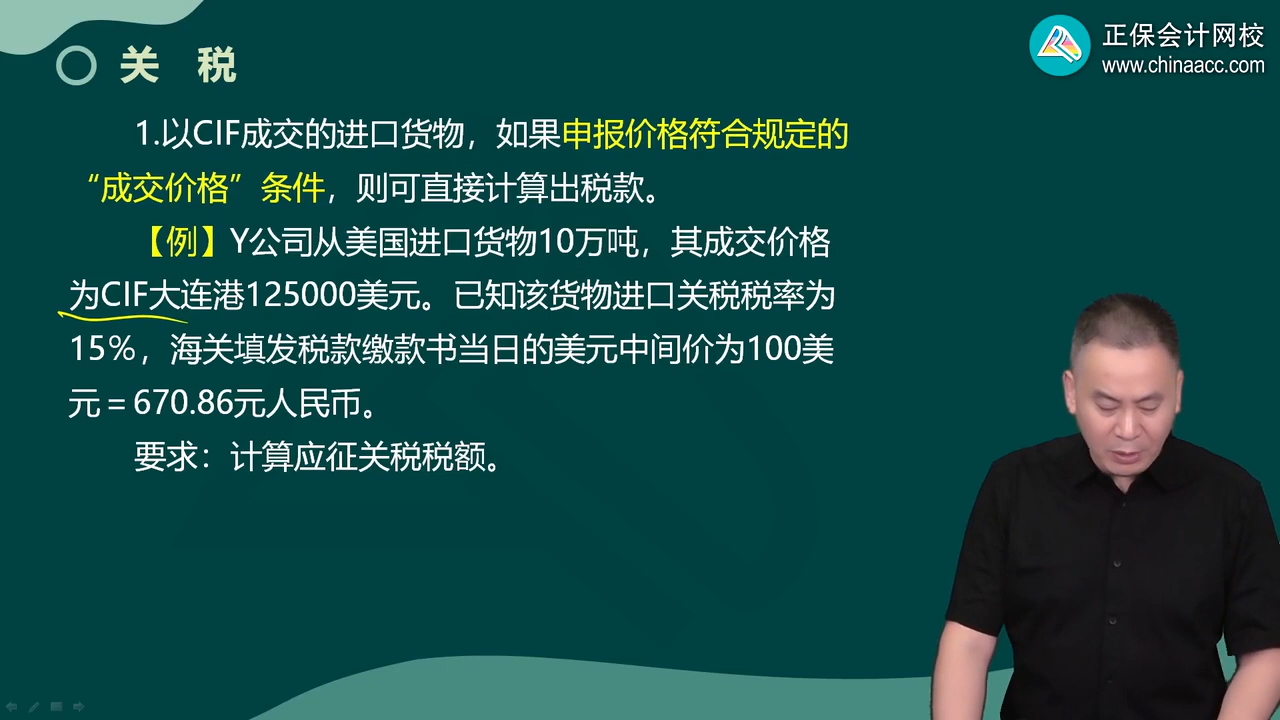 关 税
正保会计网校
www.chinaacc.com
1.以CIF成交的进口货物，如果申报价格符合规定的
“成交价格”条件，则可直接计算出税款。
【例】Y公司从美国进口货物10万吨，其成交价格
为CIF大连港125000美元。已知该货物进口关税税率为
15%，海关填发税款缴款书当日的美元中间价为100美
元＝670.86元人民币。
要求：计算应征关税税额。